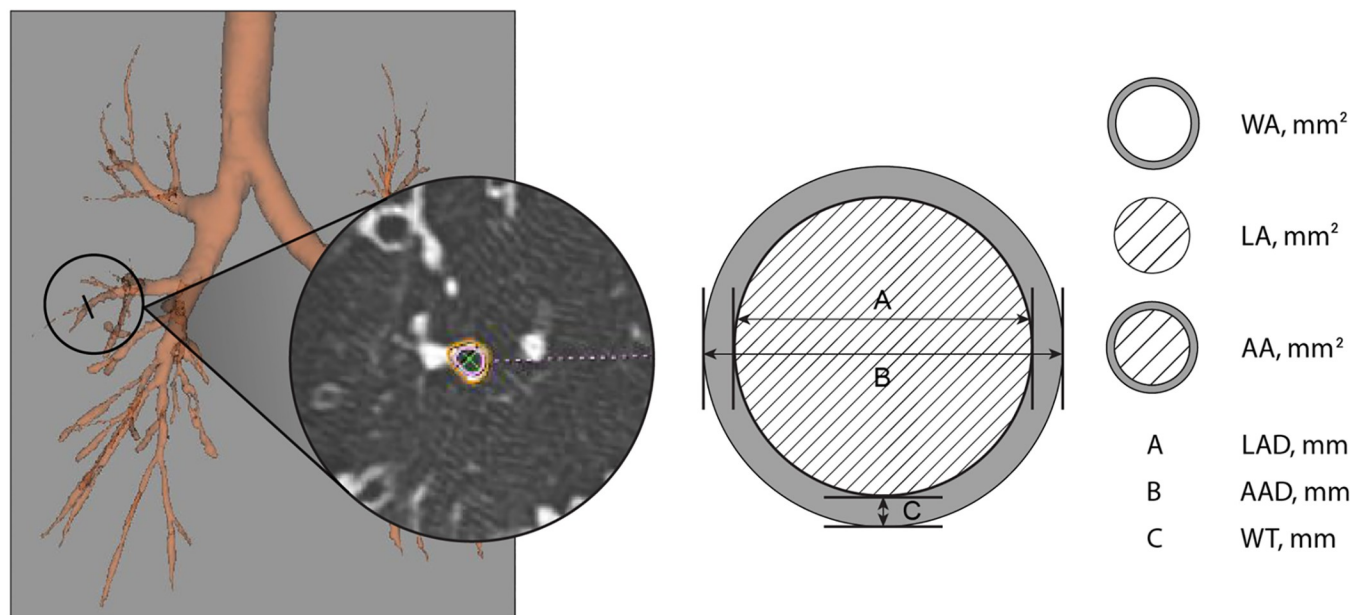 A
B
C
WA, mm²
LA, mm²
AA, mm²
A LAD, mm
B AAD, mm
C WT, mm